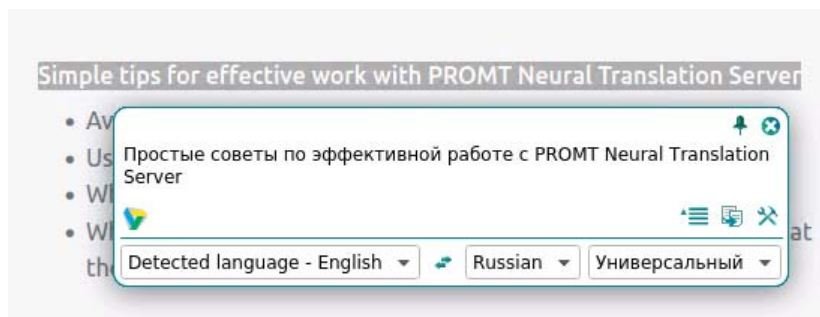 Simple tips for effective work with PROMT Neural Translation Server
Простые советы по эффективной работе с PROMT Neural Translation
Server
at
Detected language - English Russian Универсальный